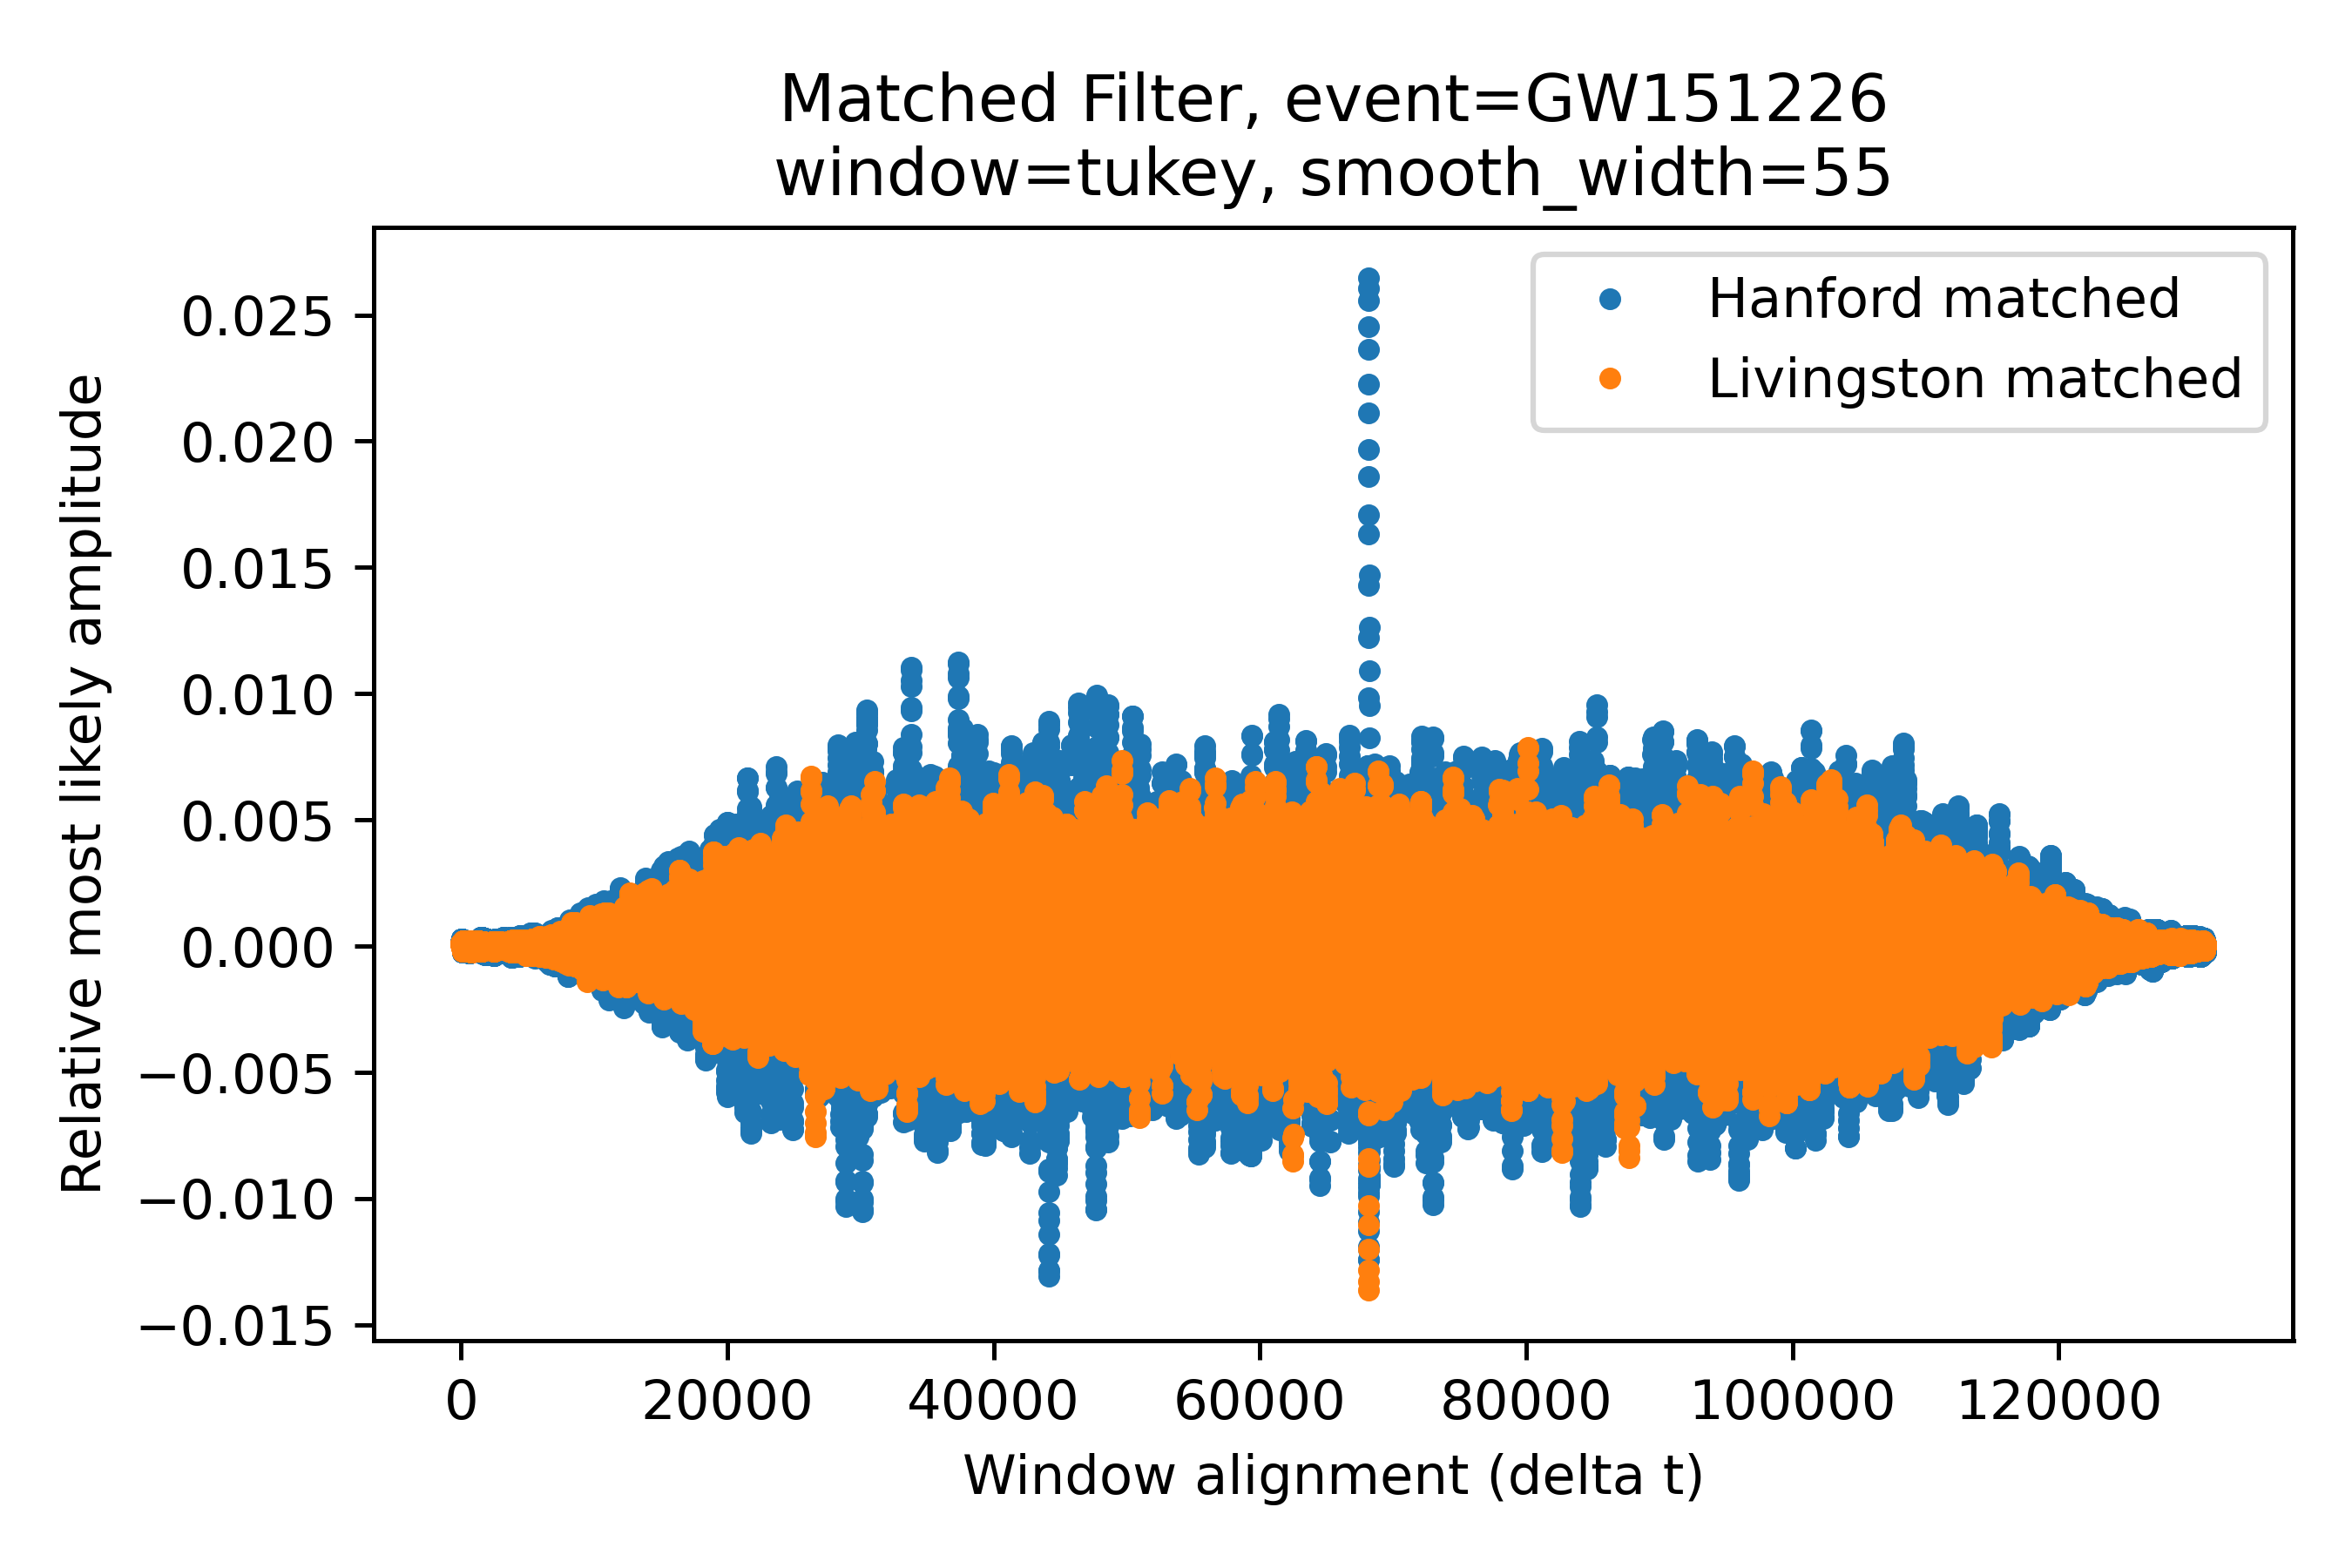 Matched Filter, event=GW151226
window=tukey, smooth_width=55
Hanford matched
Livingston matched
Relative most likely amplitude
0.025
0.020
0.015
0.010
0.005
0.000
−0.005
−0.010
−0.015
0 20000 40000 60000 80000 100000 120000
Window alignment (delta t)